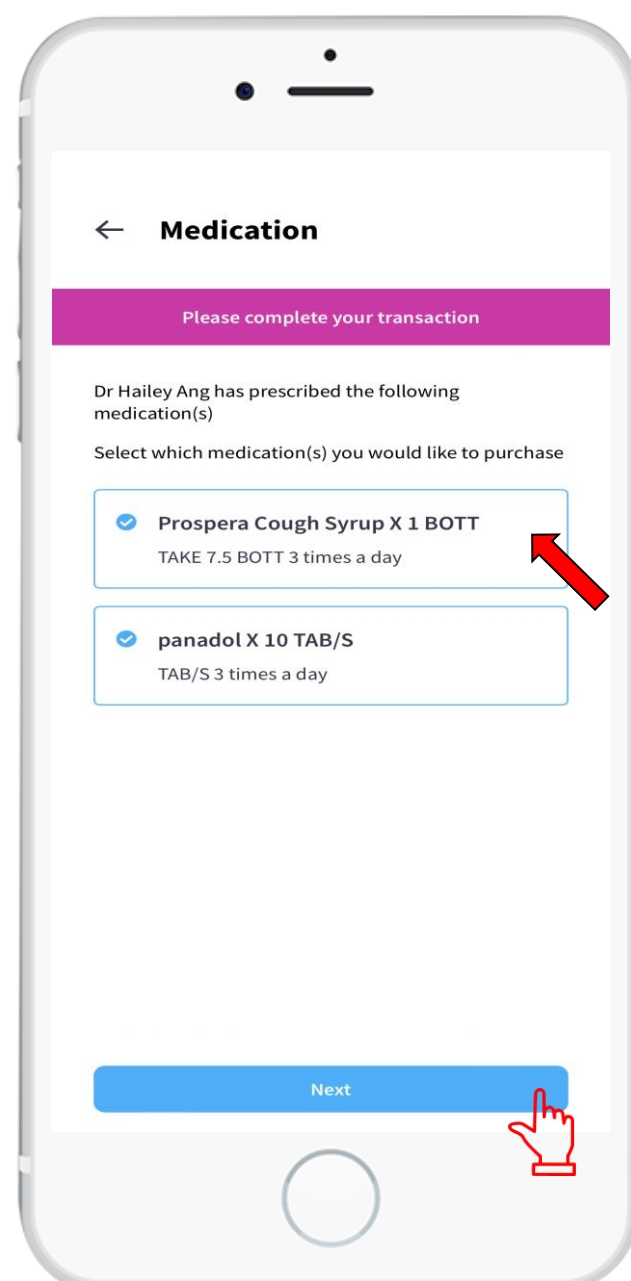 Medication
Please complete your transaction
Dr Hailey Ang has prescribed the following
medication(s)
Select which medication(s) you would like to purchase
Prospera Cough Syrup X 1 BOTT
TAKE 7.5 BOTT 3 times a day
panadol X 10 TAB/S
TAB/S 3 times a day
Next